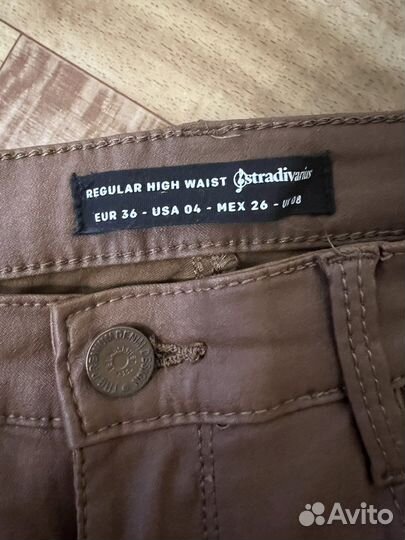 REGULAR HIGH WAIST stradivarius
EUR 36 - USA 04 - MEX 26 - UK 08
Avito